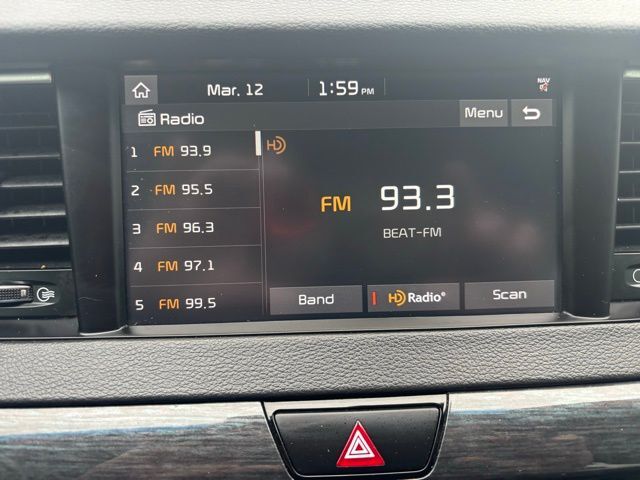 Mar. 12 1:59 PM NAV
Radio Menu
1 FM 93.9
2 FM 95.5
3 FM 96.3
4 FM 97.1
5 FM 99.5
HD
FM 93.3
BEAT-FM
Band HD Radio® Scan